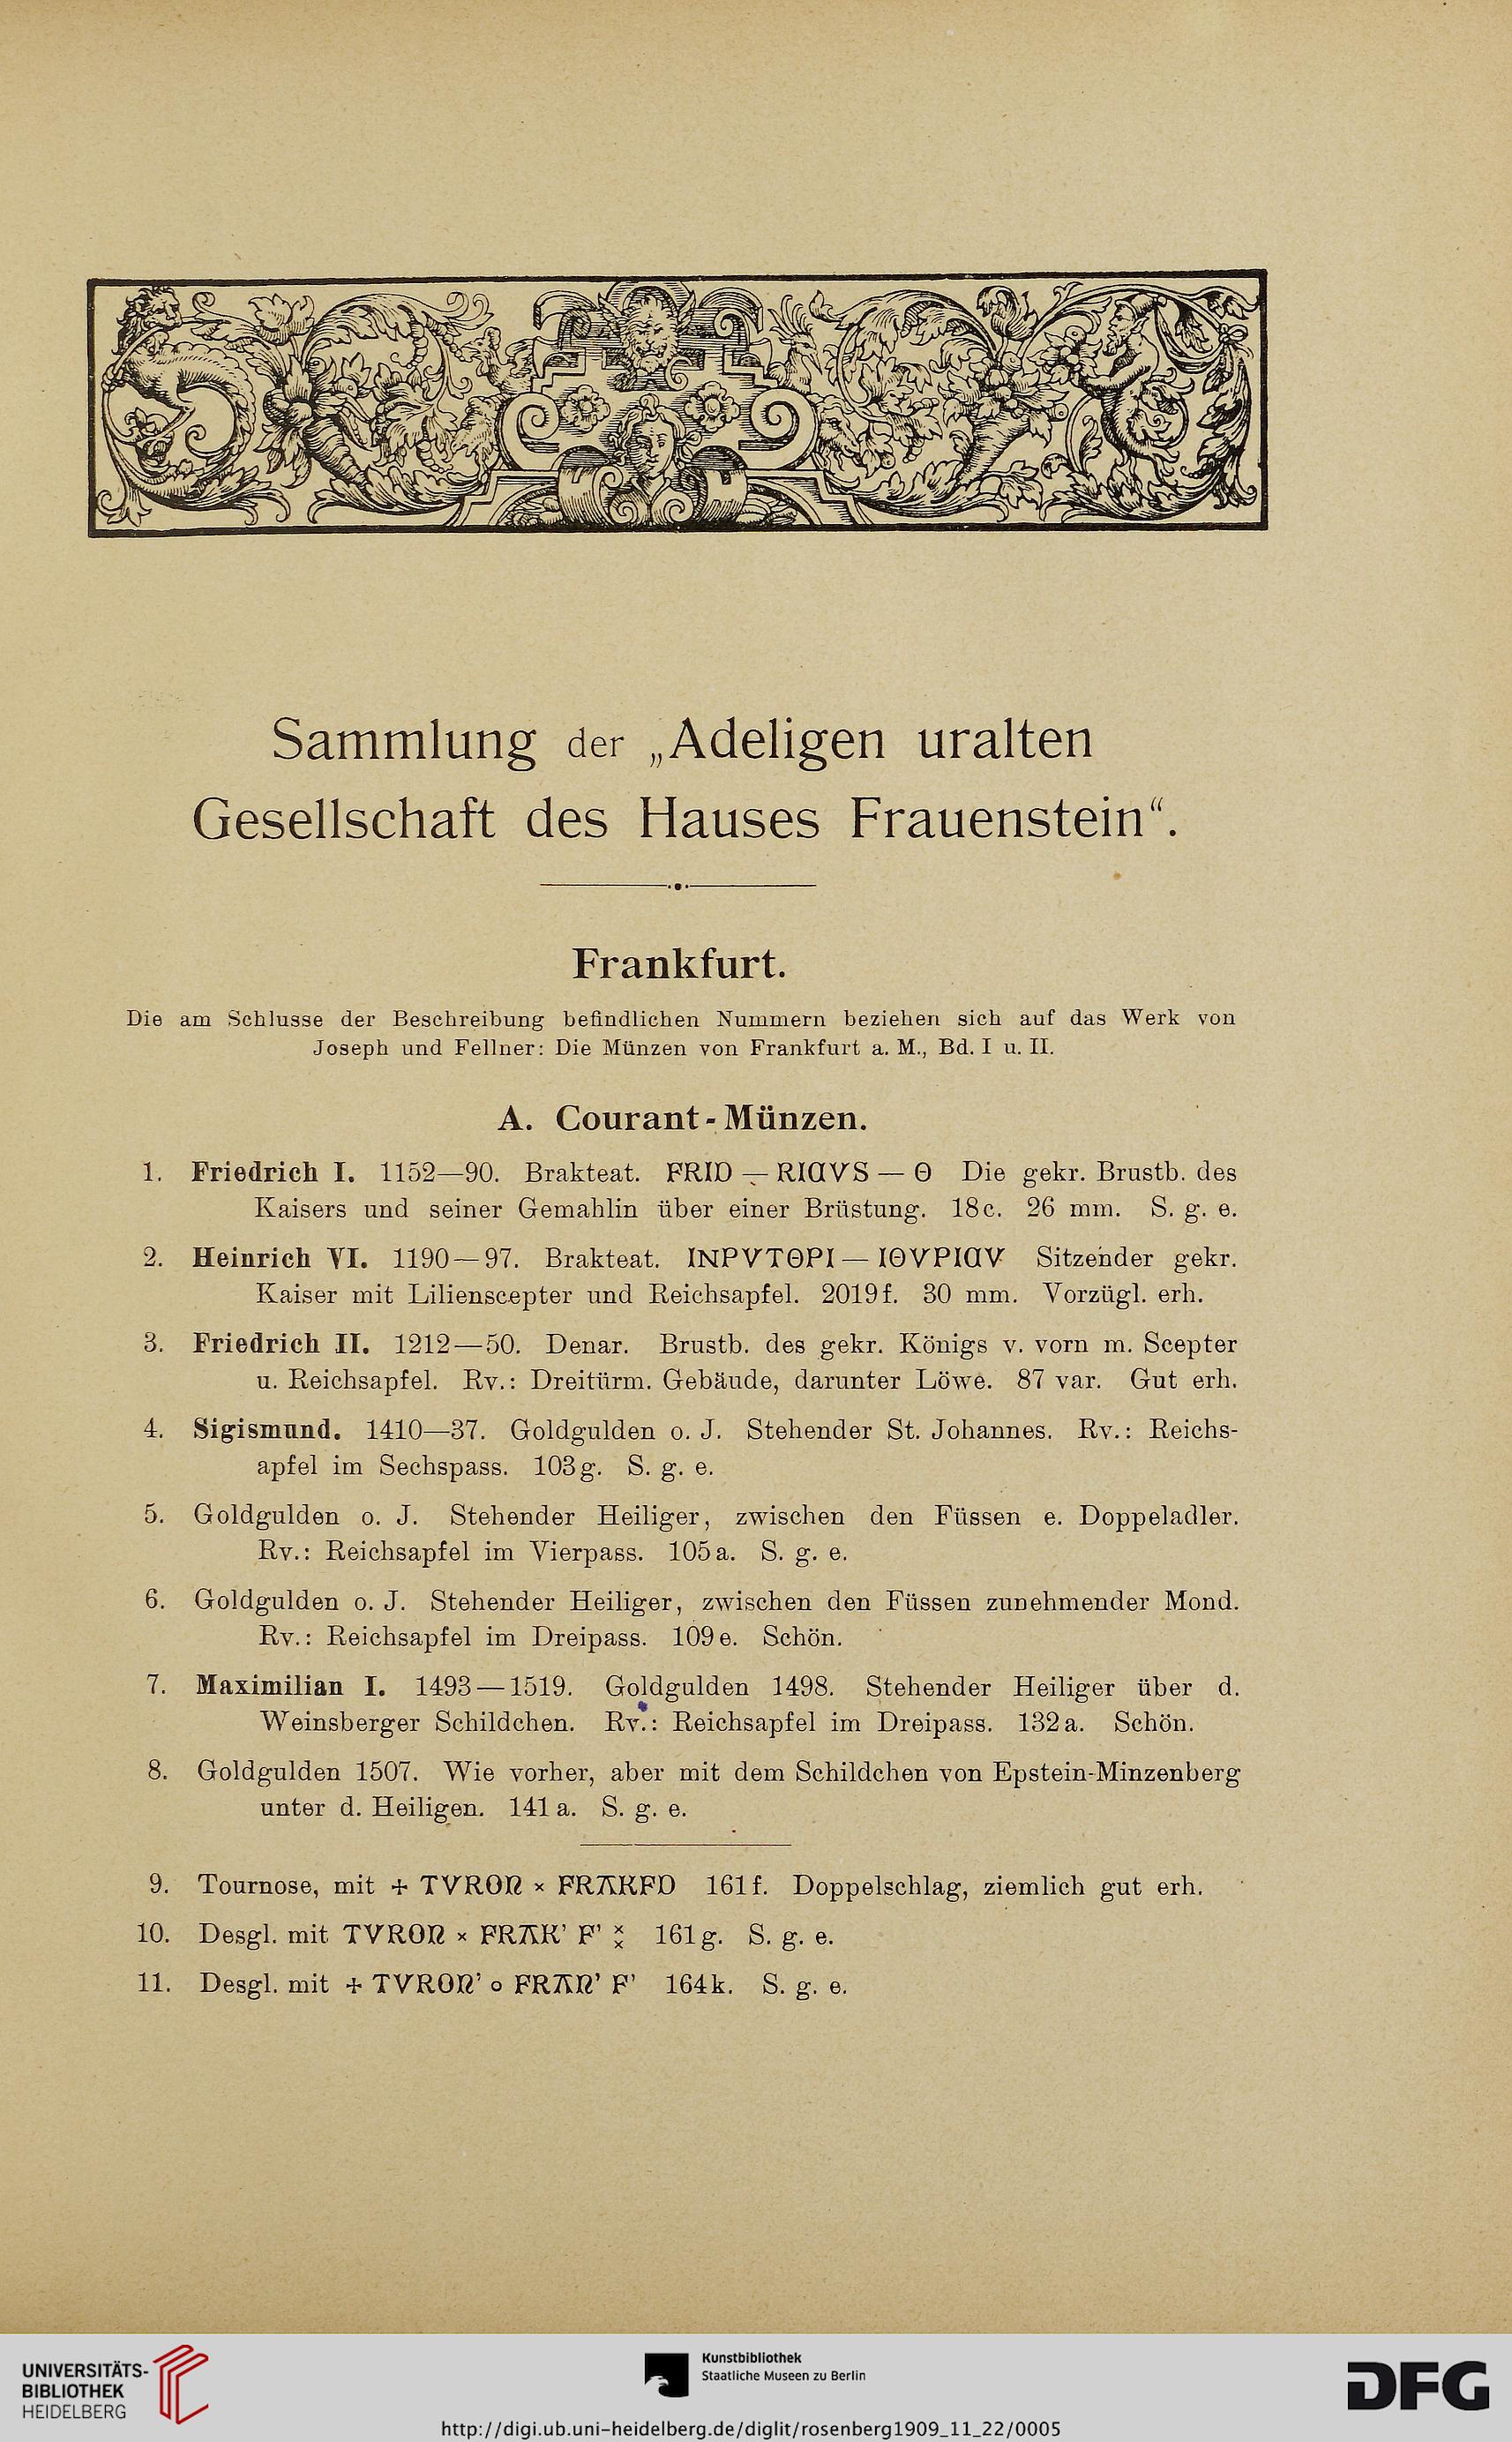 Sammlung der „Adeligen uralten
Gesellschaft des Hauses Frauenstein“.
Frankfurt.
Die am Schlusse der Beschreibung befindlichen Nummern beziehen sich auf das Werk von
Joseph und Fellner: Die Münzen von Frankfurt a. M., Bd. I u. II.
A. Courant-Münzen.
1. Friedrich I. 1152—90. Brakteat. FRID — RICVS — Θ Die gekr. Brustb. des
Kaisers und seiner Gemahlin über einer Brüstung. 18c. 26 mm. S. g. e.
2. Heinrich VI. 1190—97. Brakteat. INPVTΘPI — IΘVPICV Sitzender gekr.
Kaiser mit Lilienscepter und Reichsapfel. 2019f. 30 mm. Vorzügl. erh.
3. Friedrich II. 1212—50. Denar. Brustb. des gekr. Königs v. vorn m. Scepter
u. Reichsapfel. Rv.: Dreitürm. Gebäude, darunter Löwe. 87 var. Gut erh.
4. Sigismund. 1410—37. Goldgulden o. J. Stehender St. Johannes. Rv.: Reichs-
apfel im Sechspass. 103g. S. g. e.
5. Goldgulden o. J. Stehender Heiliger, zwischen den Füssen e. Doppeladler.
Rv.: Reichsapfel im Vierpass. 105a. S. g. e.
6. Goldgulden o. J. Stehender Heiliger, zwischen den Füssen zunehmender Mond.
Rv.: Reichsapfel im Dreipass. 109e. Schön.
7. Maximilian I. 1493—1519. Goldgulden 1498. Stehender Heiliger über d.
Weinsberger Schildchen. Rv.: Reichsapfel im Dreipass. 132a. Schön.
8. Goldgulden 1507. Wie vorher, aber mit dem Schildchen von Epstein-Minzenberg
unter d. Heiligen. 141a. S. g. e.
9. Tournose, mit + TVRON × FRAKFD 161f. Doppelschlag, ziemlich gut erh.
10. Desgl. mit TVRON × FRAK' F' ×× 161g. S. g. e.
11. Desgl. mit + TVRON' o FRAN' F' 164k. S. g. e.
UNIVERSITÄTS-
BIBLIOTHEK
HEIDELBERG
Kunstbibliothek
Staatliche Museen zu Berlin
DFG
http://digi.ub.uni-heidelberg.de/diglit/rosenberg1909_11_22/0005